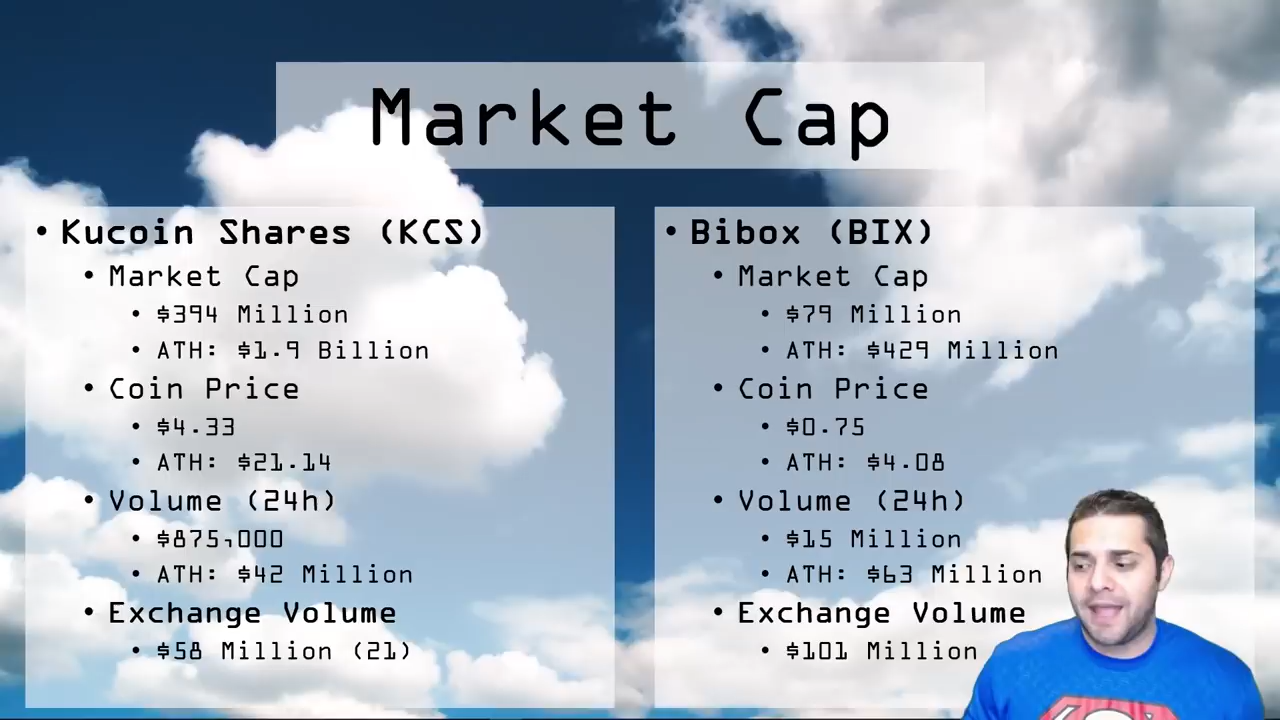 Market Cap
• Kucoin Shares (KCS)
• Market Cap
• $394 Million
• ATH: $1.9 Billion
• Coin Price
• $4.33
• ATH: $21.14
• Volume (24h)
• $875,000
• ATH: $42 Million
• Exchange Volume
• $58 Million (21)
• Bibox (BIX)
• Market Cap
• $79 Million
• ATH: $429 Million
• Coin Price
• $0.75
• ATH: $4.08
• Volume (24h)
• $15 Million
• ATH: $63 Million
• Exchange Volume
• $101 Million